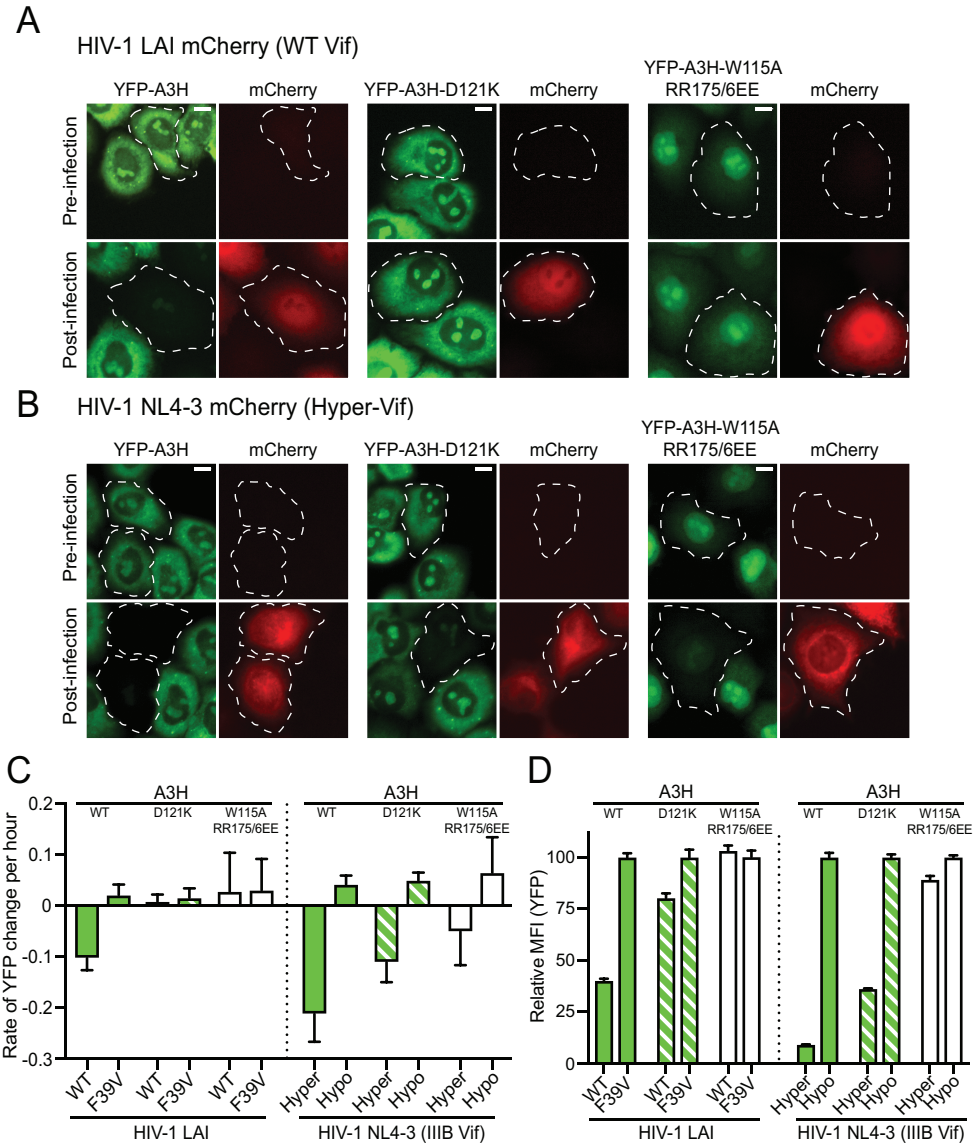 A
HIV-1 LAI mCherry (WT Vif)
YFP-A3H mCherry YFP-A3H-D121K mCherry YFP-A3H-W115A RR175/6EE mCherry
Pre-infection
Post-infection
B
HIV-1 NL4-3 mCherry (Hyper-Vif)
YFP-A3H mCherry YFP-A3H-D121K mCherry YFP-A3H-W115A RR175/6EE mCherry
Pre-infection
Post-infection
C
A3H
WT D121K W115A WT D121K W115A
RR175/6EE RR175/6EE
Rate of YFP change per hour
0.2
0.1
0
-0.1
-0.2
-0.3
WT F39V WT F39V WT F39V Hyper Hypo Hyper Hypo Hyper Hypo
HIV-1 LAI HIV-1 NL4-3 (IIIB Vif)
D
A3H A3H
WT D121K W115A WT D121K W115A
RR175/6EE RR175/6EE
Relative MFI (YFP)
100
75
50
25
0
WT F39V WT F39V WT F39V Hyper Hypo Hyper Hypo Hyper Hypo
HIV-1 LAI HIV-1 NL4-3 (IIIB Vif)